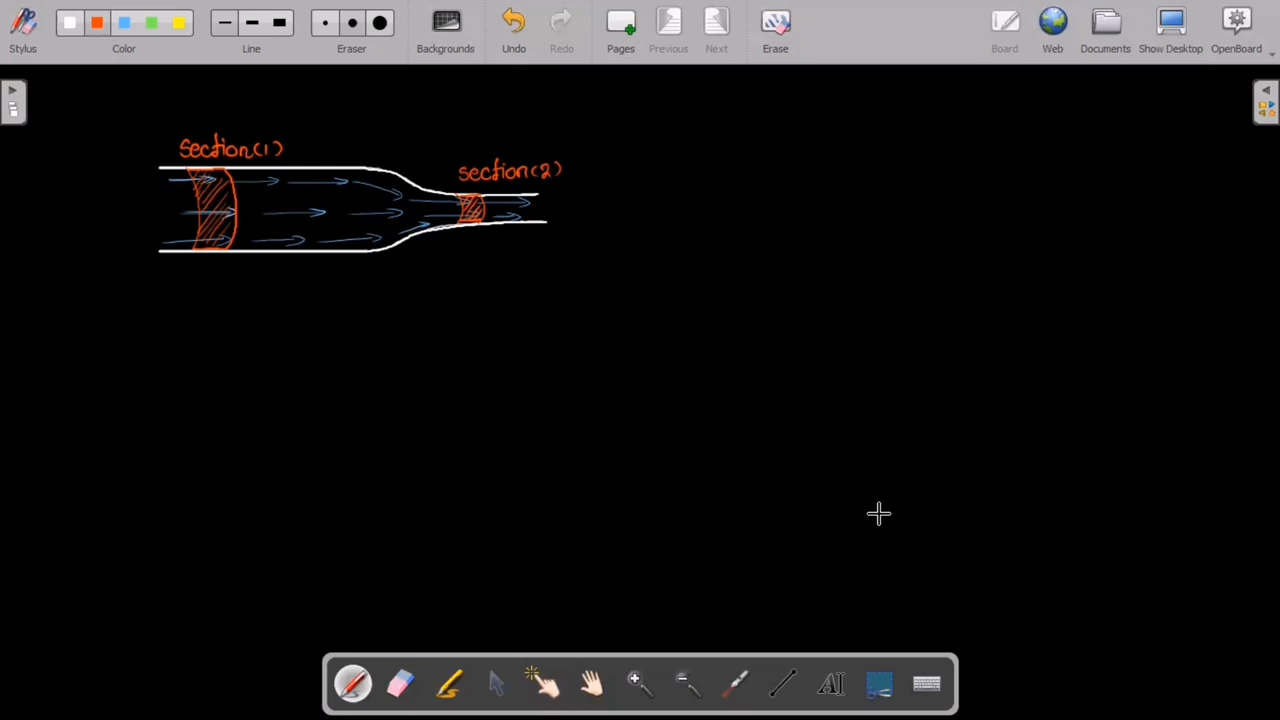 Stylus Color Line Eraser Backgrounds Undo Redo Pages Previous Next Erase Board Web Documents Show Desktop OpenBoard
section(1)
section(2)
AI